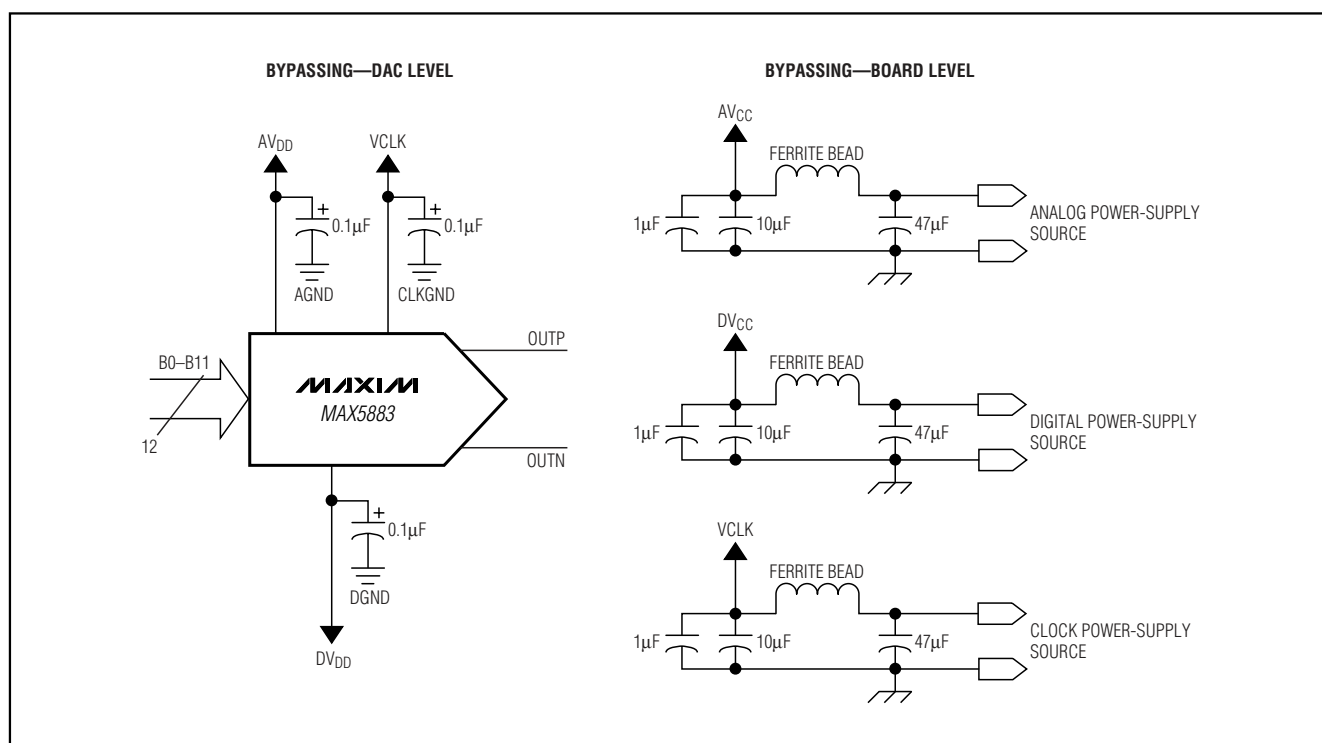 BYPASSING—DAC LEVEL
AVDD
VCLK
+
0.1µF
+
0.1µF
AGND
CLKGND
B0–B11
12
MAXIM
MAX5883
OUTP
OUTN
+
0.1µF
DGND
DVDD
BYPASSING—BOARD LEVEL
AVCC
FERRITE BEAD
1µF
10µF
47µF
ANALOG POWER-SUPPLY
SOURCE
DVCC
FERRITE BEAD
1µF
10µF
47µF
DIGITAL POWER-SUPPLY
SOURCE
VCLK
FERRITE BEAD
1µF
10µF
47µF
CLOCK POWER-SUPPLY
SOURCE